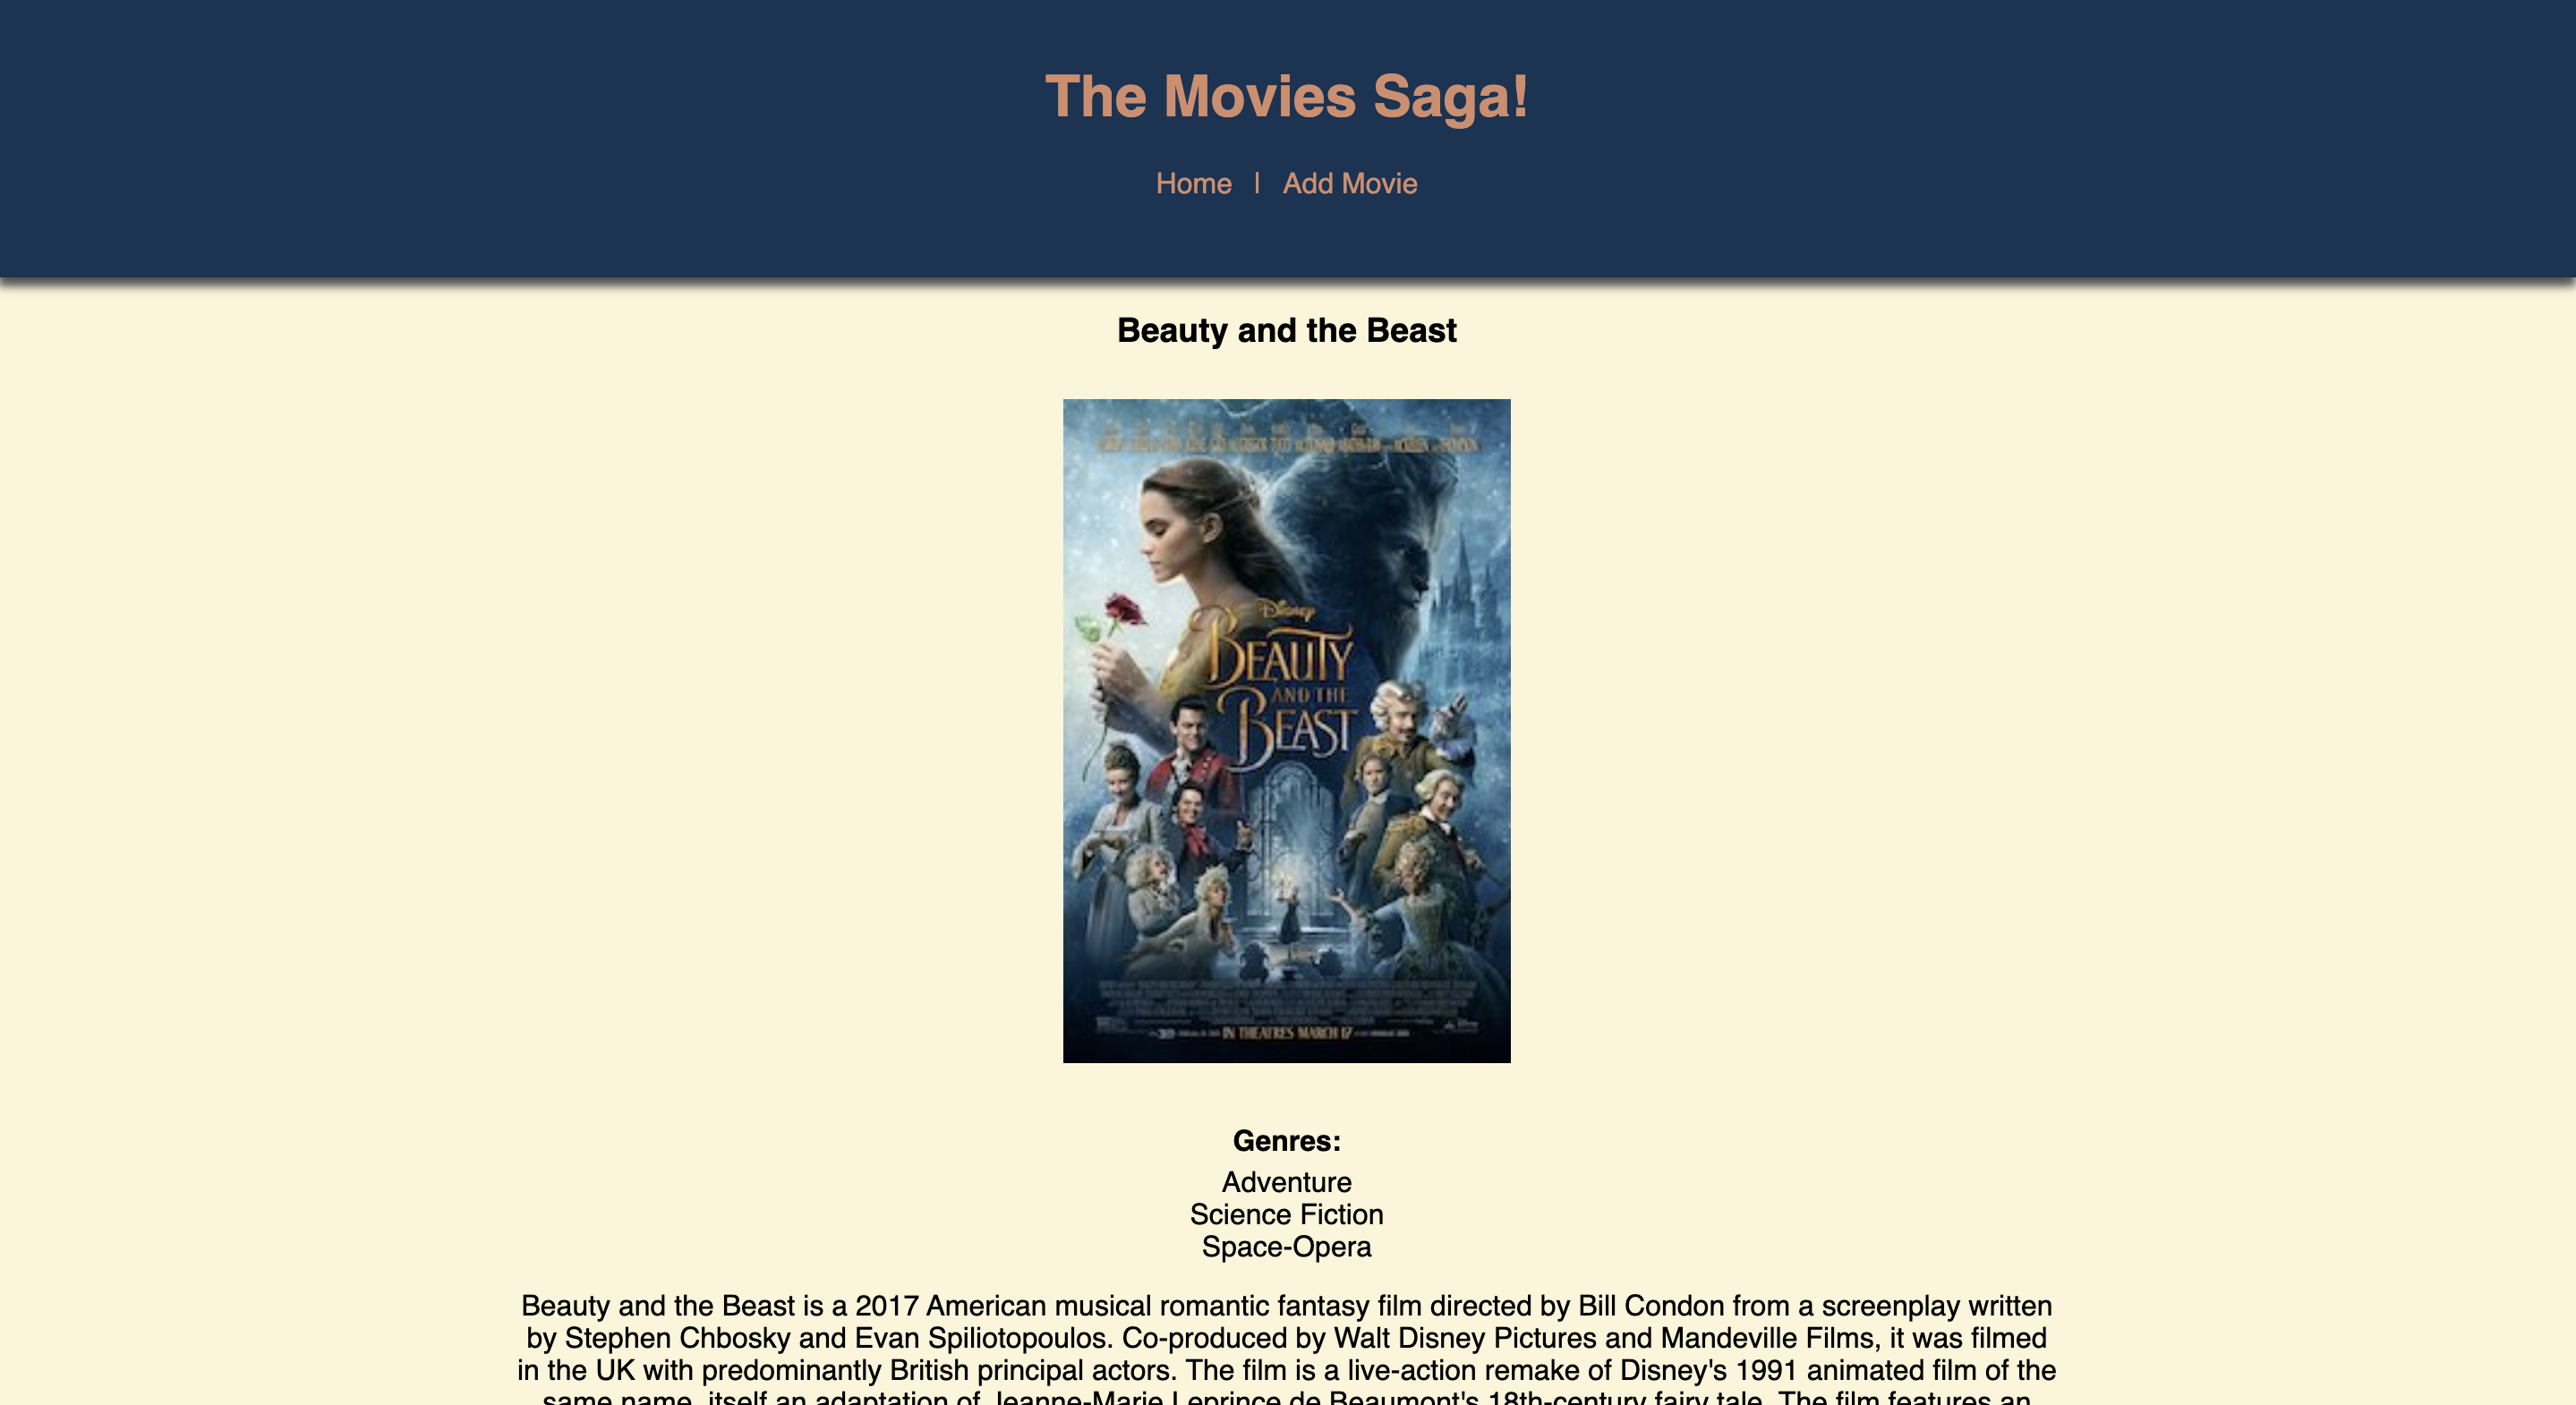 The Movies Saga!
Home | Add Movie
Beauty and the Beast
Disney
BEAUTY
AND THE
BEAST
IN THEATRES MARCH 17
Genres:
Adventure
Science Fiction
Space-Opera
Beauty and the Beast is a 2017 American musical romantic fantasy film directed by Bill Condon from a screenplay written
by Stephen Chbosky and Evan Spiliotopoulos. Co-produced by Walt Disney Pictures and Mandeville Films, it was filmed
in the UK with predominantly British principal actors. The film is a live-action remake of Disney's 1991 animated film of the
same name, itself an adaptation of Jeanne-Marie Leprince de Beaumont's 18th-century fairy tale. The film features an